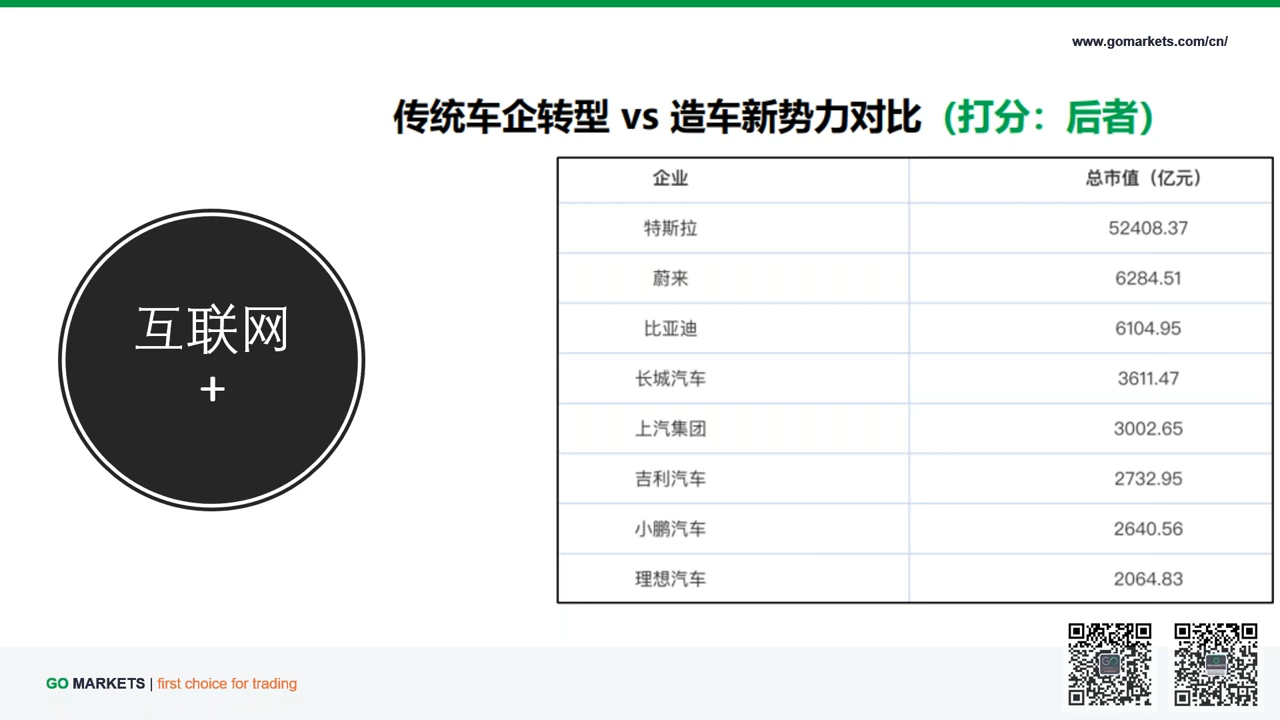 www.gomarkets.com/cn/
传统车企转型 vs 造车新势力对比（打分：后者）
互联网
+
企业 总市值（亿元）
特斯拉 52408.37
蔚来 6284.51
比亚迪 6104.95
长城汽车 3611.47
上汽集团 3002.65
吉利汽车 2732.95
小鹏汽车 2640.56
理想汽车 2064.83
GO MARKETS | first choice for trading